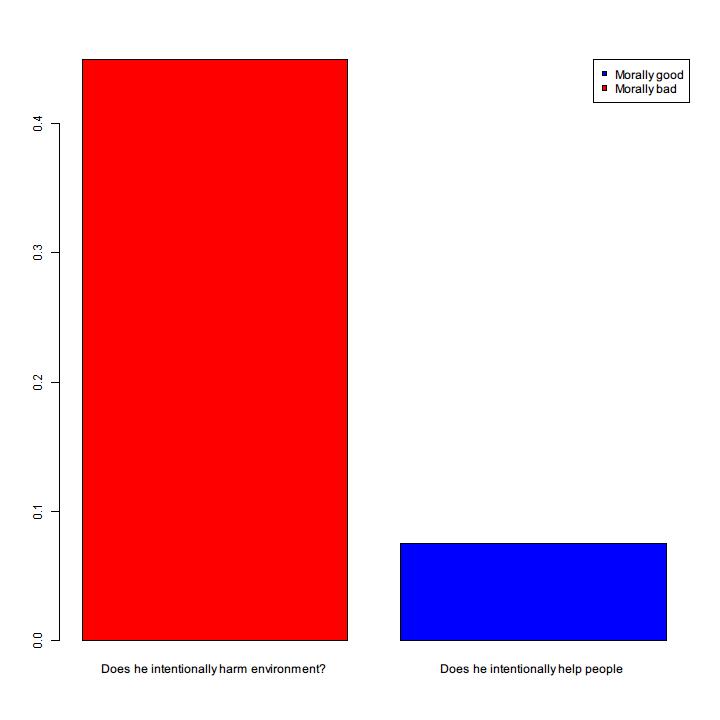 Morally good
Morally bad
0.4
0.3
0.2
0.1
0.0
Does he intentionally harm environment?
Does he intentionally help people